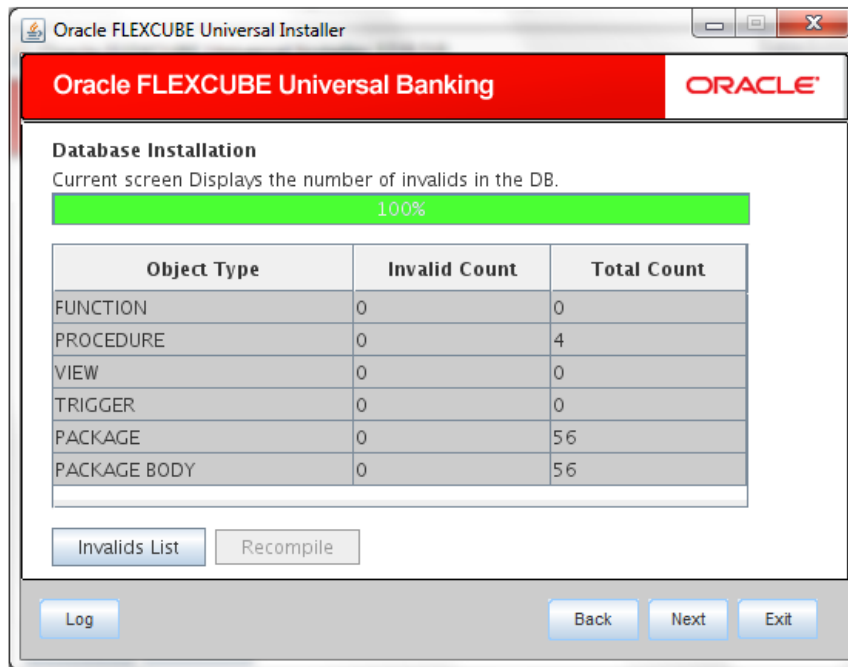 Oracle FLEXCUBE Universal Installer
Oracle FLEXCUBE Universal Banking
ORACLE
Database Installation
Current screen Displays the number of invalids in the DB.
100%
Object Type Invalid Count Total Count
FUNCTION 0 0
PROCEDURE 0 4
VIEW 0 0
TRIGGER 0 0
PACKAGE 0 56
PACKAGE BODY 0 56
Invalids List Recompile
Log Back Next Exit